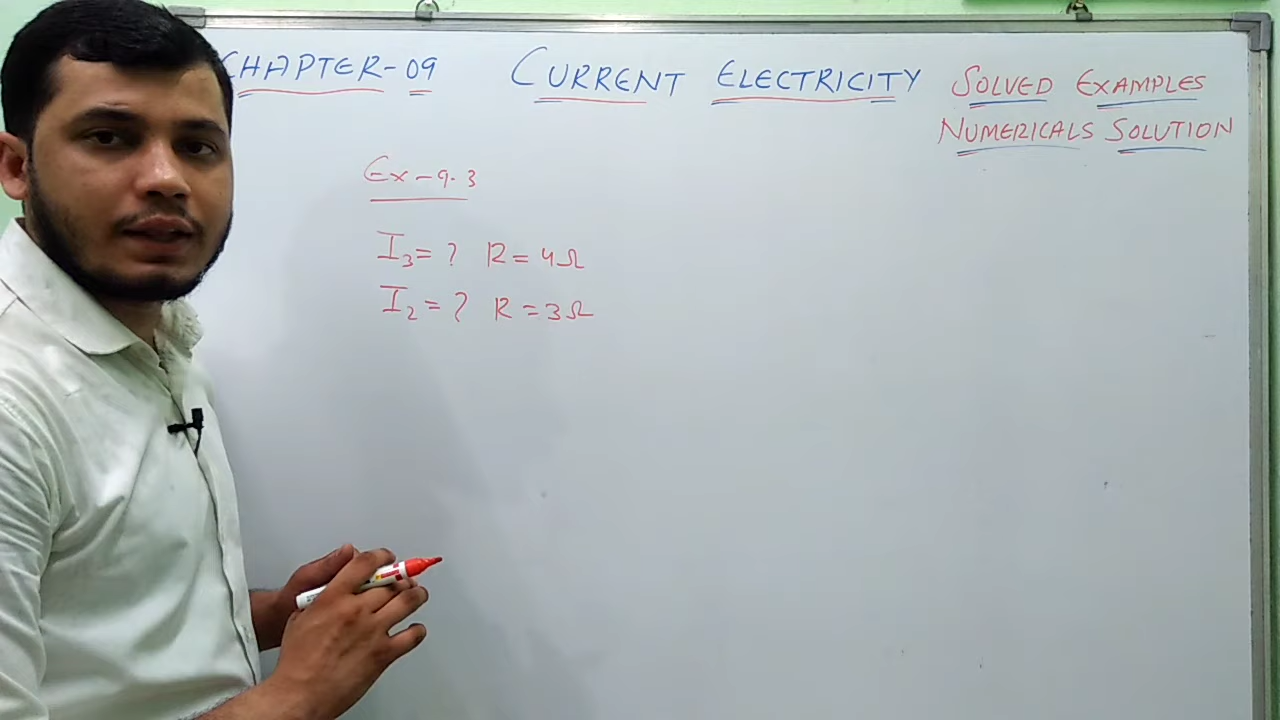 CHAPTER-09 CURRENT ELECTRICITY SOLVED EXAMPLES
NUMERICALS SOLUTION
Ex-9.3
I₃ = ? R = 4Ω
I₂ = ? R = 3Ω